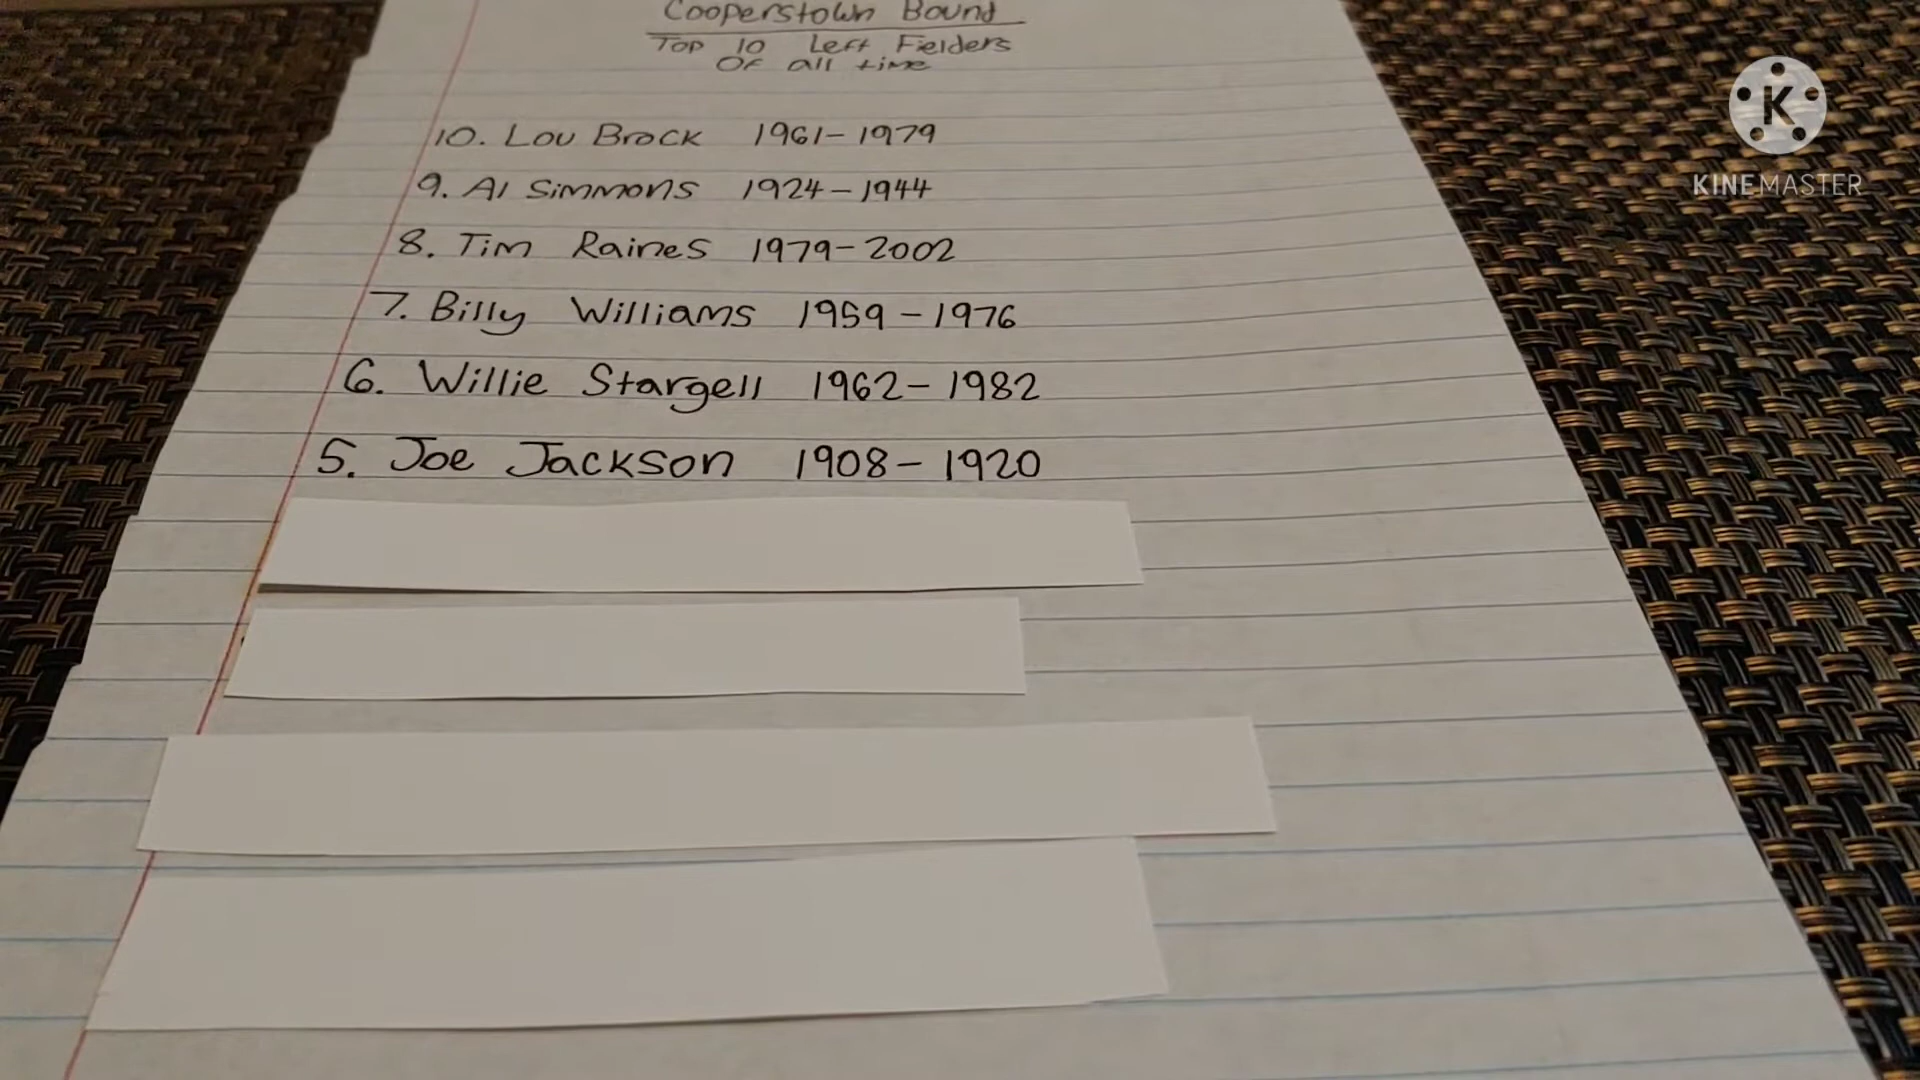 Cooperstown Bound
Top 10 Left Fielders
Of all time
10. Lou Brock 1961-1979
9. Al Simmons 1924-1944
8. Tim Raines 1979-2002
7. Billy Williams 1959-1976
6. Willie Stargell 1962-1982
5. Joe Jackson 1908-1920
K
KINEMASTER